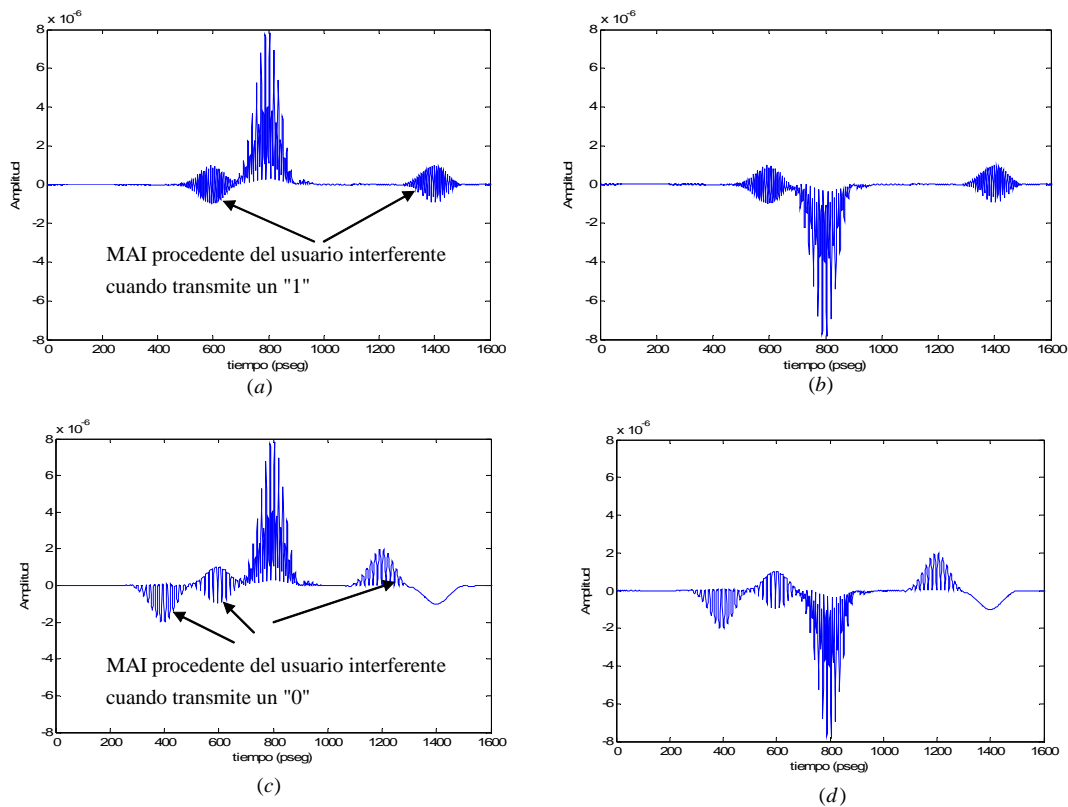 x 10-6
8
6
4
2
0
-2
-4
-6
-8
Amplitud
0 200 400 600 800 1000 1200 1400 1600
tiempo (pseg)
MAI procedente del usuario interferente
cuando transmite un "1"
(a)
x 10-6
8
6
4
2
0
-2
-4
-6
-8
Amplitud
0 200 400 600 800 1000 1200 1400 1600
tiempo (pseg)
(b)
x 10-6
8
6
4
2
0
-2
-4
-6
-8
Amplitud
0 200 400 600 800 1000 1200 1400 1600
tiempo (pseg)
MAI procedente del usuario interferente
cuando transmite un "0"
(c)
x 10-6
8
6
4
2
0
-2
-4
-6
-8
Amplitud
0 200 400 600 800 1000 1200 1400 1600
tiempo (pseg)
(d)